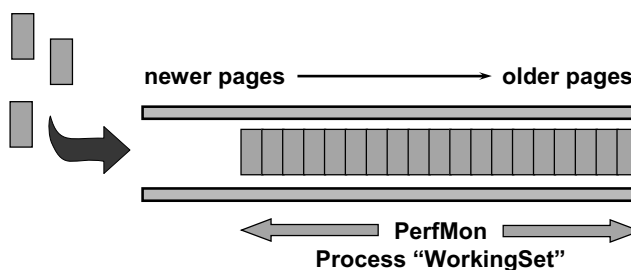 newer pages
older pages
PerfMon
Process “WorkingSet”